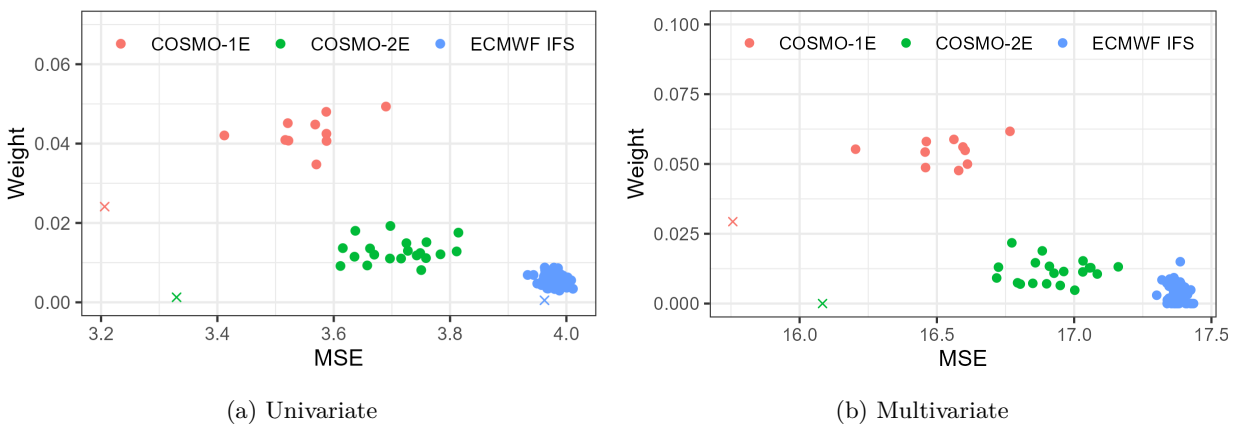 COSMO-1E COSMO-2E ECMWF IFS
0.06
0.04
0.02
0.00
Weight
3.2 3.4 3.6 3.8 4.0
MSE
(a) Univariate
COSMO-1E COSMO-2E ECMWF IFS
0.100
0.075
0.050
0.025
0.000
Weight
16.0 16.5 17.0 17.5
MSE
(b) Multivariate